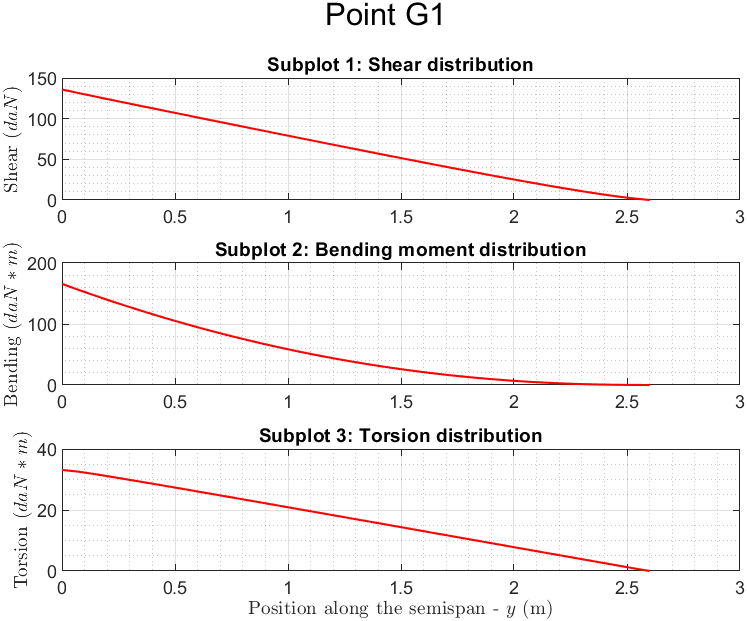 Point G1
Subplot 1: Shear distribution
Shear (daN)
150
100
50
0
0 0.5 1 1.5 2 2.5 3
Subplot 2: Bending moment distribution
Bending (daN * m)
200
100
0
0 0.5 1 1.5 2 2.5 3
Subplot 3: Torsion distribution
Torsion (daN * m)
40
20
0
0 0.5 1 1.5 2 2.5 3
Position along the semispan - y (m)